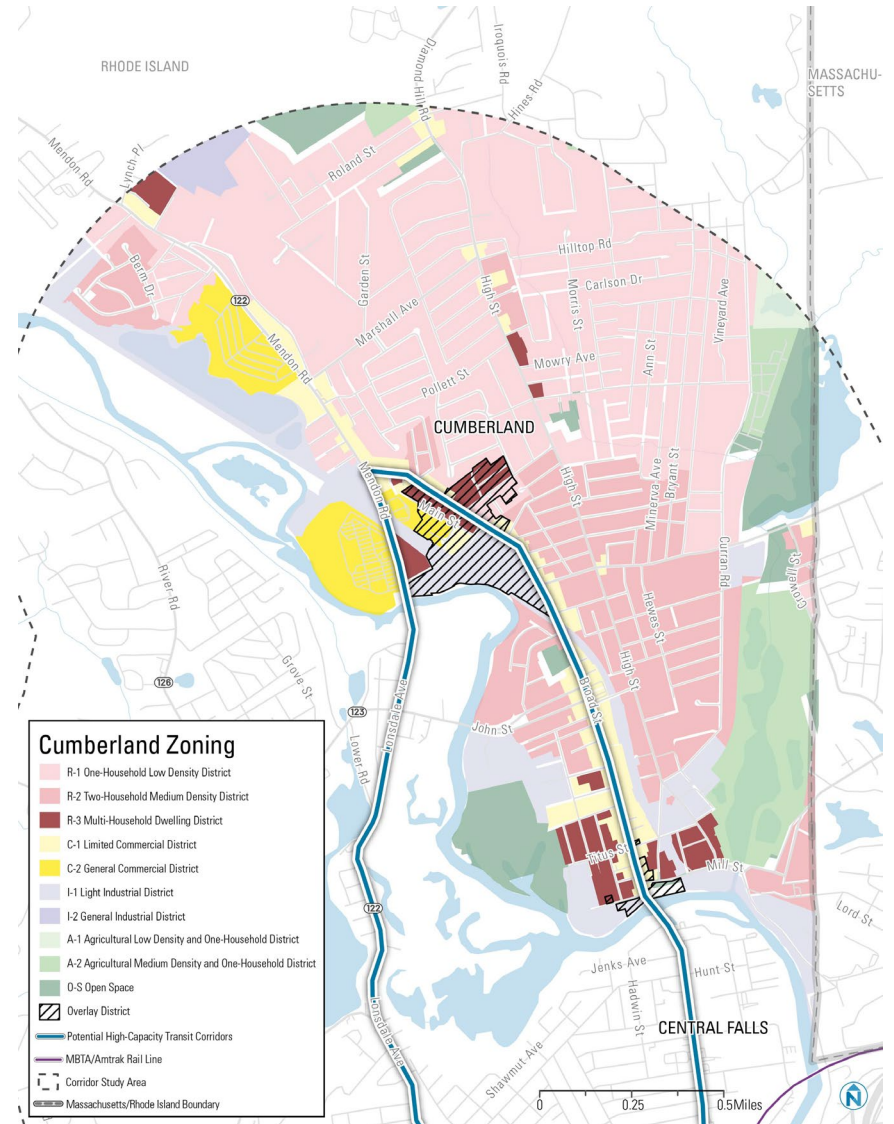 RHODE ISLAND
MASSACHU-
SETTS
Diamond Hill Rd
Iroquois Rd
Hines Rd
Mendon Rd
Lynch Pl
Roland St
Berm Dr
Garden St
Hilltop Rd
Carlson Dr
High St
Morris St
Vineyard Ave
122
Mendon Rd
Marshall Ave
Ann St
Mowry Ave
Pollett St
CUMBERLAND
Mendon Rd
Main St
High St
Minerva Ave
Bryant St
Curran Rd
Crowell St
River Rd
Hewes St
High St
Grove St
126
123
Broad St
John St
Lonsdale Ave
Lower Rd
Titus St
Mill St
122
Lord St
Jenks Ave
Hunt St
Hadwin St
CENTRAL FALLS
Lonsdale Ave
Shawmut Ave
Cumberland Zoning
R-1 One-Household Low Density District
R-2 Two-Household Medium Density District
R-3 Multi-Household Dwelling District
C-1 Limited Commercial District
C-2 General Commercial District
I-1 Light Industrial District
I-2 General Industrial District
A-1 Agricultural Low Density and One-Household District
A-2 Agricultural Medium Density and One-Household District
O-S Open Space
Overlay District
Potential High-Capacity Transit Corridors
MBTA/Amtrak Rail Line
Corridor Study Area
Massachusetts/Rhode Island Boundary
0 0.25 0.5Miles
N